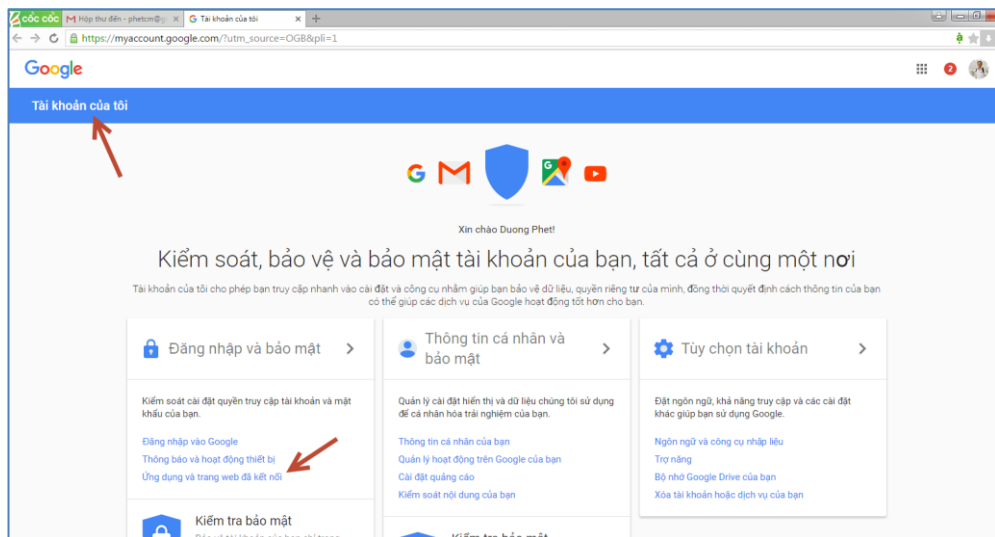 cốc cốc
Hộp thư đến - phetcm@g
Tài khoản của tôi
https://myaccount.google.com/?utm_source=OGB&pli=1
Google
2
Tài khoản của tôi
Xin chào Duong Phet!
Kiểm soát, bảo vệ và bảo mật tài khoản của bạn, tất cả ở cùng một nơi
Tài khoản của tôi cho phép bạn truy cập nhanh vào cài đặt và công cụ nhằm giúp bạn bảo vệ dữ liệu, quyền riêng tư của mình, đồng thời quyết định cách thông tin của bạn
có thể giúp các dịch vụ của Google hoạt động tốt hơn cho bạn.
Đăng nhập và bảo mật
Kiểm soát cài đặt quyền truy cập tài khoản và mật
khẩu của bạn.
Đăng nhập vào Google
Thông báo và hoạt động thiết bị
Ứng dụng và trang web đã kết nối
Kiểm tra bảo mật
Thông tin cá nhân và
bảo mật
Quản lý cài đặt hiển thị và dữ liệu chúng tôi sử dụng
để cá nhân hóa trải nghiệm của bạn.
Thông tin cá nhân của bạn
Quản lý hoạt động trên Google của bạn
Cài đặt quảng cáo
Kiểm soát nội dung của bạn
Kiểm tra bảo mật
Tùy chọn tài khoản
Đặt ngôn ngữ, khả năng truy cập và các cài đặt
khác giúp bạn sử dụng Google.
Ngôn ngữ và công cụ nhập liệu
Trợ năng
Bộ nhớ Google Drive của bạn
Xóa tài khoản hoặc dịch vụ của bạn